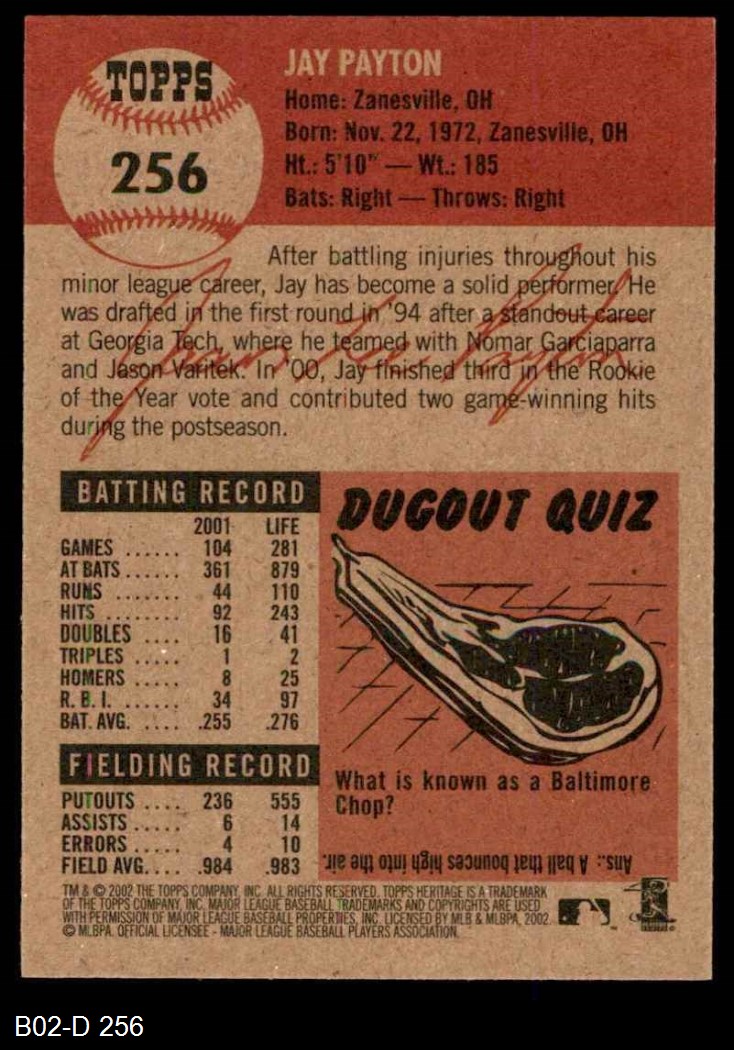 TOPPS
256
JAY PAYTON
Home: Zanesville, OH
Born: Nov. 22, 1972, Zanesville, OH
Ht.: 5'10" — Wt.: 185
Bats: Right — Throws: Right
After battling injuries throughout his
minor league career, Jay has become a solid performer. He
was drafted in the first round in '94 after a standout career
at Georgia Tech, where he teamed with Nomar Garciaparra
and Jason Varitek. In '00, Jay finished third in the Rookie
of the Year vote and contributed two game-winning hits
during the postseason.
Jason Lee Payton
BATTING RECORD
2001 LIFE
GAMES ...... 104 281
AT BATS ...... 361 879
RUNS ........ 44 110
HITS ......... 92 243
DOUBLES .... 16 41
TRIPLES ..... 1 2
HOMERS ..... 8 25
R. B. I. ....... 34 97
BAT. AVG. .... .255 .276
FIELDING RECORD
PUTOUTS .... 236 555
ASSISTS ..... 6 14
ERRORS ..... 4 10
FIELD AVG.... .984 .983
DUGOUT QUIZ
What is known as a Baltimore
Chop?
Ans.: A ball that bounces high into the air.
TM & © 2002 THE TOPPS COMPANY, INC. ALL RIGHTS RESERVED. TOPPS HERITAGE IS A TRADEMARK
OF THE TOPPS COMPANY, INC. MAJOR LEAGUE BASEBALL TRADEMARKS AND COPYRIGHTS ARE USED
WITH PERMISSION OF MAJOR LEAGUE BASEBALL PROPERTIES, INC. LICENSED BY MLB & MLBPA, 2002.
© MLBPA. OFFICIAL LICENSEE - MAJOR LEAGUE BASEBALL PLAYERS ASSOCIATION.
B02-D 256